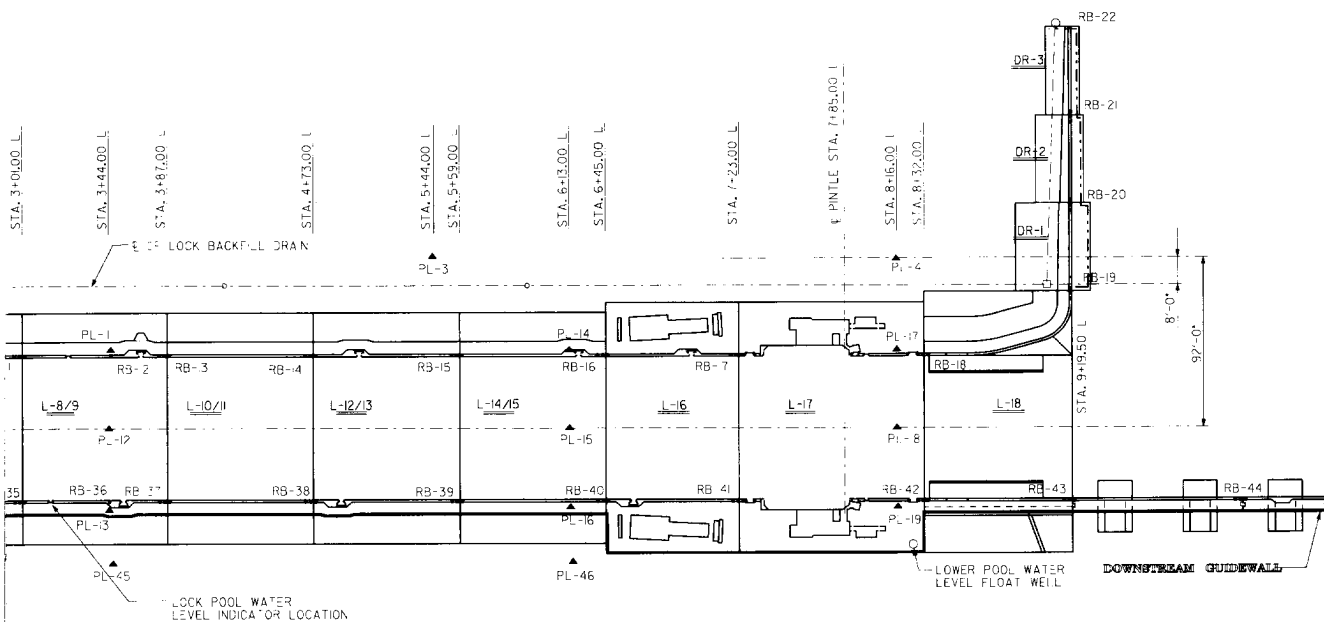 RB-22
DR-3
RB-21
DR-2
RB-20
DR-1
RB-19
STA. 3+01.00 L
STA. 3+44.00 L
STA. 3+87.00 L
STA. 4+73.00 L
STA. 5+44.00 L
STA. 5+59.00 L
STA. 6+13.00 L
STA. 6+45.00 L
STA. 7+23.00 L
PINTLE STA. 7+85.00 L
STA. 8+16.00 L
STA. 8+32.00 L
LOCK BACKFILL DRAIN
PL-3
PL-4
8'-0"
92'-0"
STA. 9+19.50 L
PL-1
PL-14
PL-17
RB-2
RB-3
RB-14
RB-15
RB-16
RB-7
RB-18
L-8/9
L-10/11
L-12/13
L-14/15
L-16
L-17
L-18
PL-12
PL-15
PL-8
35
RB-36
RB-37
RB-38
RB-39
RB-40
RB-41
RB-42
RB-43
RB-44
PL-13
PL-16
PL-19
PL-45
PL-46
LOWER POOL WATER
LEVEL FLOAT WELL
DOWNSTREAM GUIDEWALL
LOCK POOL WATER
LEVEL INDICATOR LOCATION